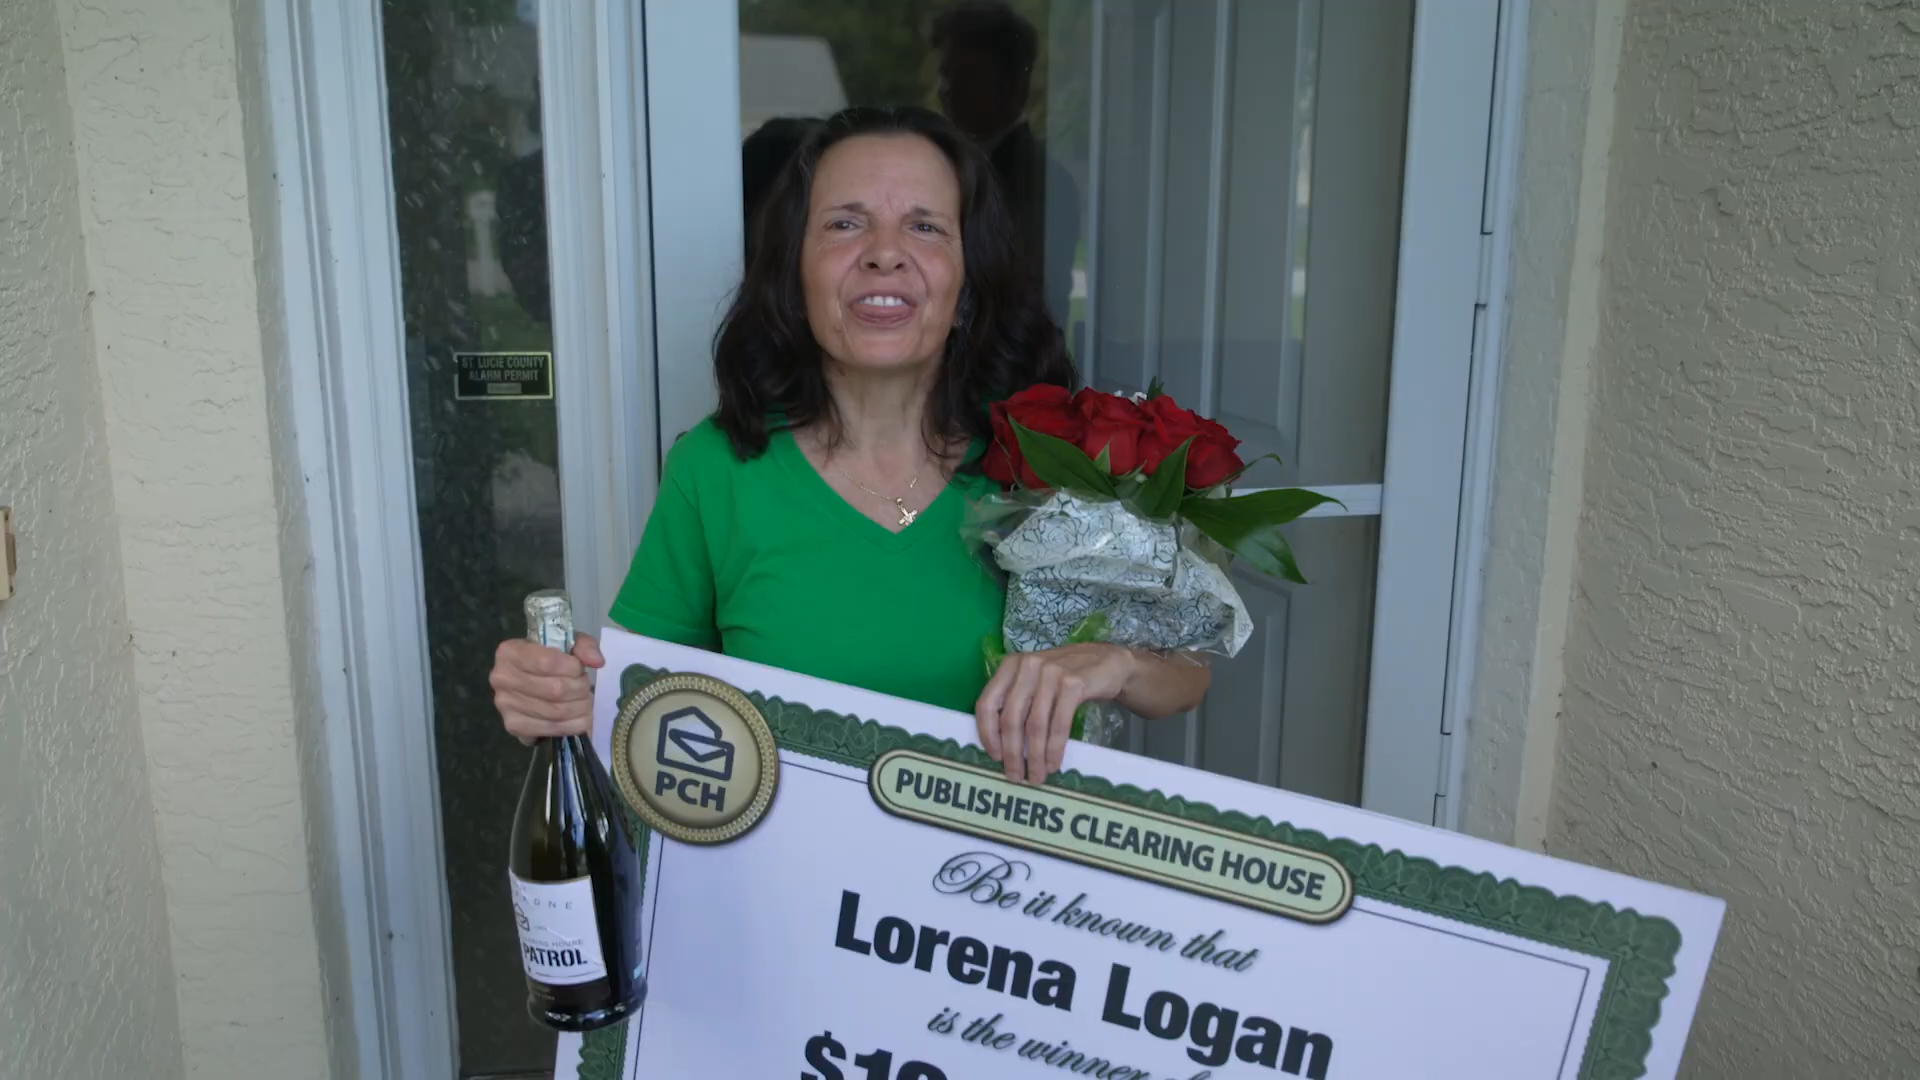 ST LUCIE COUNTY
ALARM PERMIT
PCH
PUBLISHERS CLEARING HOUSE
Be it known that
Lorena Logan
is the winner
PATROL